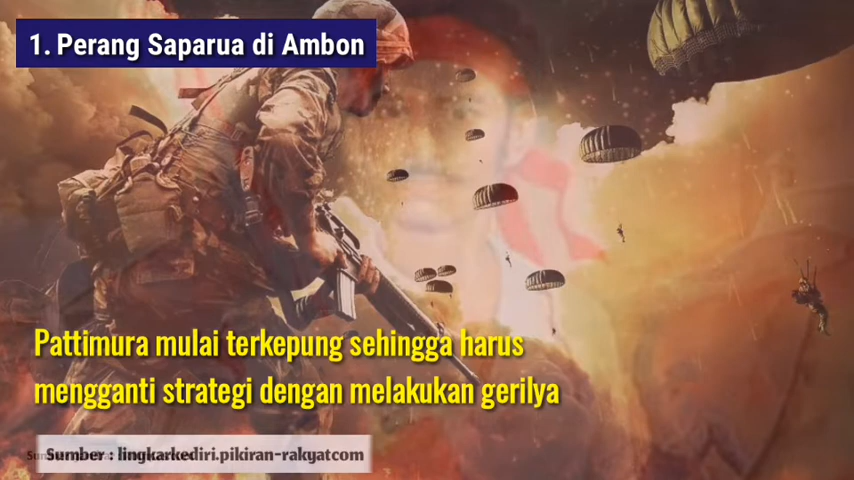 1. Perang Saparua di Ambon
Pattimura mulai terkepung sehingga harus
mengganti strategi dengan melakukan gerilya
Sumber : lingkarkediri.pikiran-rakyatcom